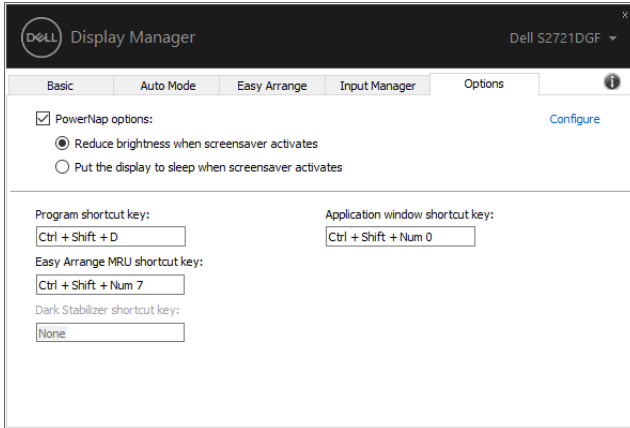 x
DELL Display Manager
Dell S2721DGF
Basic Auto Mode Easy Arrange Input Manager Options i
PowerNap options: Configure
Reduce brightness when screensaver activates
Put the display to sleep when screensaver activates
Program shortcut key: Application window shortcut key:
Ctrl + Shift + D Ctrl + Shift + Num 0
Easy Arrange MRU shortcut key:
Ctrl + Shift + Num 7
Dark Stabilizer shortcut key:
None